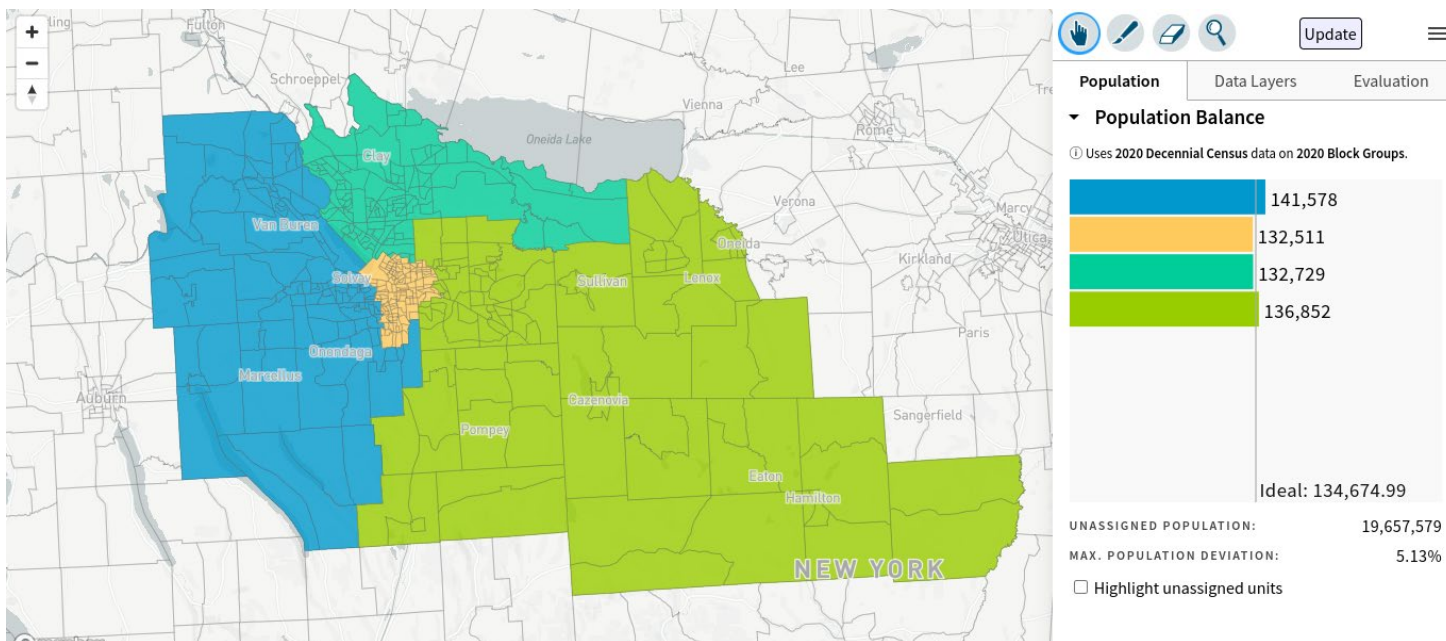 Fulton
Schroeppel
Lee
Vienna
Rome
Oneida Lake
Clay
Verona
Marcy
Van Buren
Oneida
Utica
Kirkland
Solvay
Sullivan
Lenox
Paris
Onondaga
Marcellus
Auburn
Cazenovia
Sangerfield
Pompey
Eaton
Hamilton
NEW YORK
Update
Population
Data Layers
Evaluation
Population Balance
Uses 2020 Decennial Census data on 2020 Block Groups.
141,578
132,511
132,729
136,852
Ideal: 134,674.99
UNASSIGNED POPULATION: 19,657,579
MAX. POPULATION DEVIATION: 5.13%
Highlight unassigned units